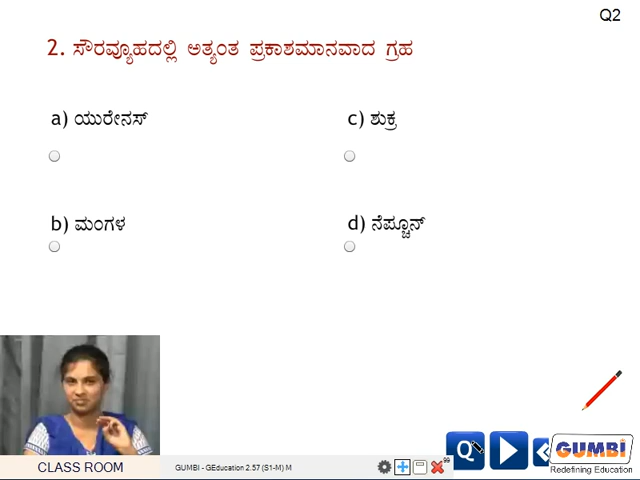 Q2
2. ಸೌರವ್ಯೂಹದಲ್ಲಿ ಅತ್ಯಂತ ಪ್ರಕಾಶಮಾನವಾದ ಗ್ರಹ
a) ಯುರೇನಸ್
c) ಶುಕ್ರ
b) ಮಂಗಳ
d) ನೆಪ್ಚೂನ್
Q
GUMBi
Redefining Education
CLASS ROOM
GUMBI - GEducation 2.57 (S1-M) M
99